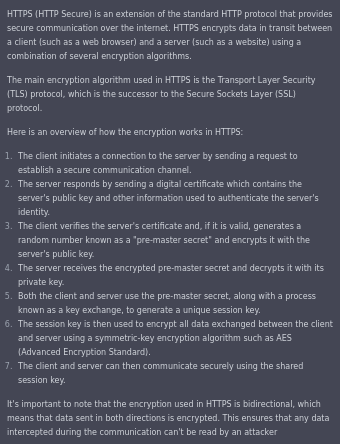 HTTPS (HTTP Secure) is an extension of the standard HTTP protocol that provides
secure communication over the internet. HTTPS encrypts data in transit between
a client (such as a web browser) and a server (such as a website) using a
combination of several encryption algorithms.
The main encryption algorithm used in HTTPS is the Transport Layer Security
(TLS) protocol, which is the successor to the Secure Sockets Layer (SSL)
protocol.
Here is an overview of how the encryption works in HTTPS:
1. The client initiates a connection to the server by sending a request to
establish a secure communication channel.
2. The server responds by sending a digital certificate which contains the
server's public key and other information used to authenticate the server's
identity.
3. The client verifies the server's certificate and, if it is valid, generates a
random number known as a "pre-master secret" and encrypts it with the
server's public key.
4. The server receives the encrypted pre-master secret and decrypts it with its
private key.
5. Both the client and server use the pre-master secret, along with a process
known as a key exchange, to generate a unique session key.
6. The session key is then used to encrypt all data exchanged between the client
and server using a symmetric-key encryption algorithm such as AES
(Advanced Encryption Standard).
7. The client and server can then communicate securely using the shared
session key.
It's important to note that the encryption used in HTTPS is bidirectional, which
means that data sent in both directions is encrypted. This ensures that any data
intercepted during the communication can't be read by an attacker